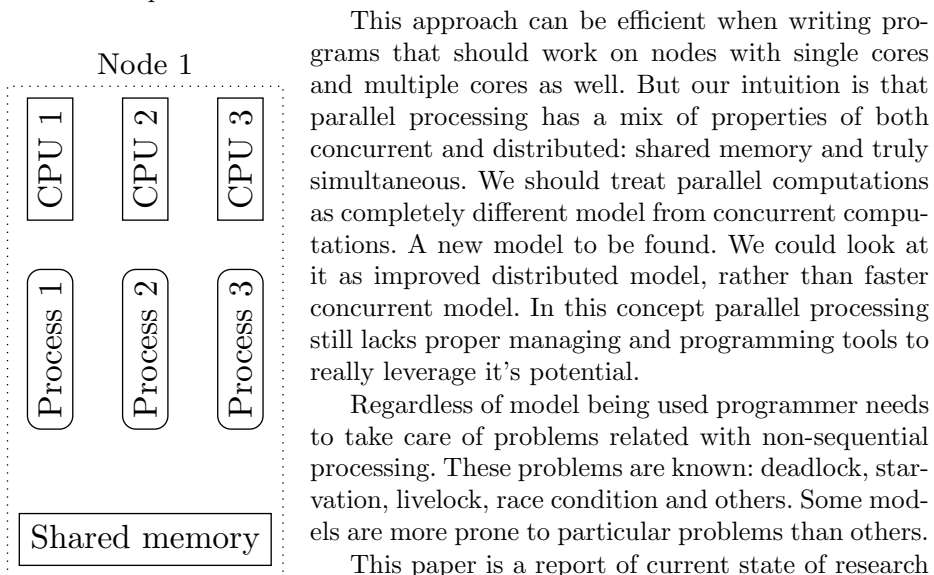 Node 1
CPU 1
CPU 2
CPU 3
Process 1
Process 2
Process 3
Shared memory
This approach can be efficient when writing pro-
grams that should work on nodes with single cores
and multiple cores as well. But our intuition is that
parallel processing has a mix of properties of both
concurrent and distributed: shared memory and truly
simultaneous. We should treat parallel computations
as completely different model from concurrent compu-
tations. A new model to be found. We could look at
it as improved distributed model, rather than faster
concurrent model. In this concept parallel processing
still lacks proper managing and programming tools to
really leverage it's potential.
Regardless of model being used programmer needs
to take care of problems related with non-sequential
processing. These problems are known: deadlock, star-
vation, livelock, race condition and others. Some mod-
els are more prone to particular problems than others.
This paper is a report of current state of research